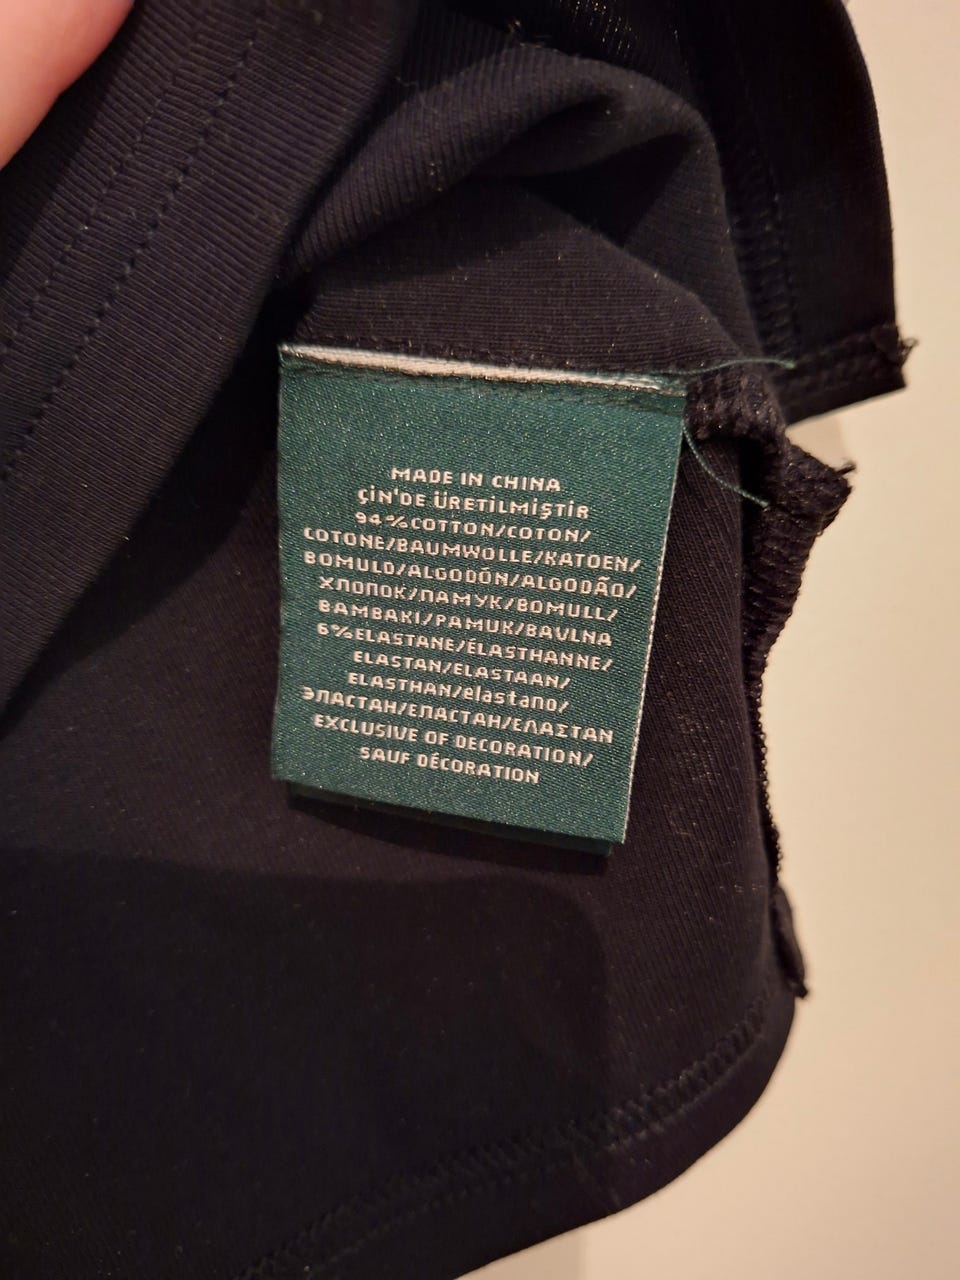 MADE IN CHINA
ÇİN'DE ÜRETİLMİŞTİR
94%COTTON/COTON/
COTONE/BAUMWOLLE/KATOEN/
BOMULD/ALGODÓN/ALGODÃO/
ХЛОПОК/ПАМУК/BOMULL/
BAMBAKI/PAMUK/BAVLNA
6%ELASTANE/ÉLASTHANNE/
ELASTAN/ELASTAAN/
ELASTHAN/elastano/
ЭЛАСТАН/ЕЛАСТАН/ΕΛΑΣΤΑΝ
EXCLUSIVE OF DECORATION/
SAUF DÉCORATION